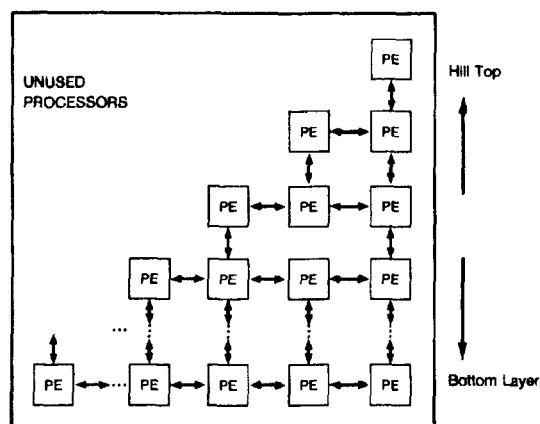 PE
Hill Top
UNUSED
PROCESSORS
PE PE
PE PE PE
PE PE PE PE
... ... ... ... ...
PE ... PE PE PE PE
Bottom Layer